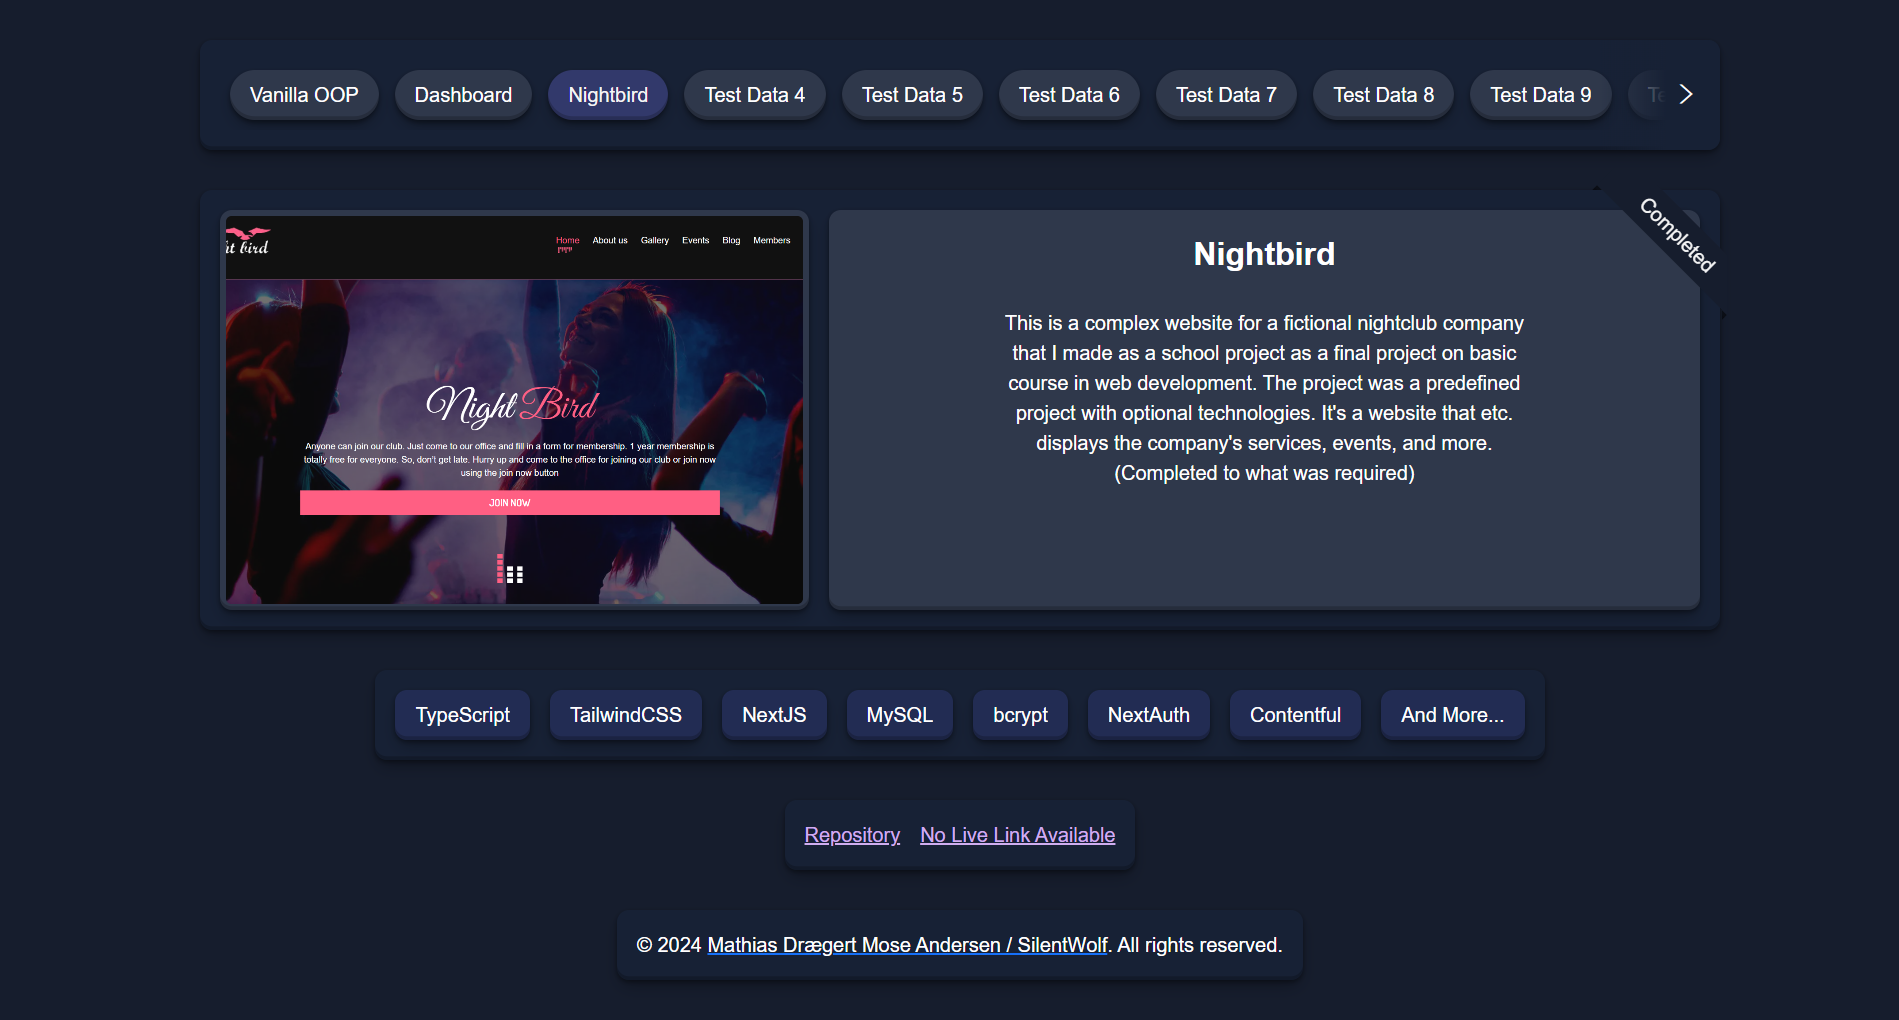 Vanilla OOP
Dashboard
Nightbird
Test Data 4
Test Data 5
Test Data 6
Test Data 7
Test Data 8
Test Data 9
ht bird
Home
About us
Gallery
Events
Blog
Members
Night Bird
Anyone can join our club. Just come to our office and fill in a form for membership. 1 year membership is
totally free for everyone. So, don't get late. Hurry up and come to the office for joining our club or join now
using the join now button
JOIN NOW
Completed
Nightbird
This is a complex website for a fictional nightclub company
that I made as a school project as a final project on basic
course in web development. The project was a predefined
project with optional technologies. It's a website that etc.
displays the company's services, events, and more.
(Completed to what was required)
TypeScript
TailwindCSS
NextJS
MySQL
bcrypt
NextAuth
Contentful
And More...
Repository
No Live Link Available
© 2024 Mathias Drægert Mose Andersen / SilentWolf. All rights reserved.